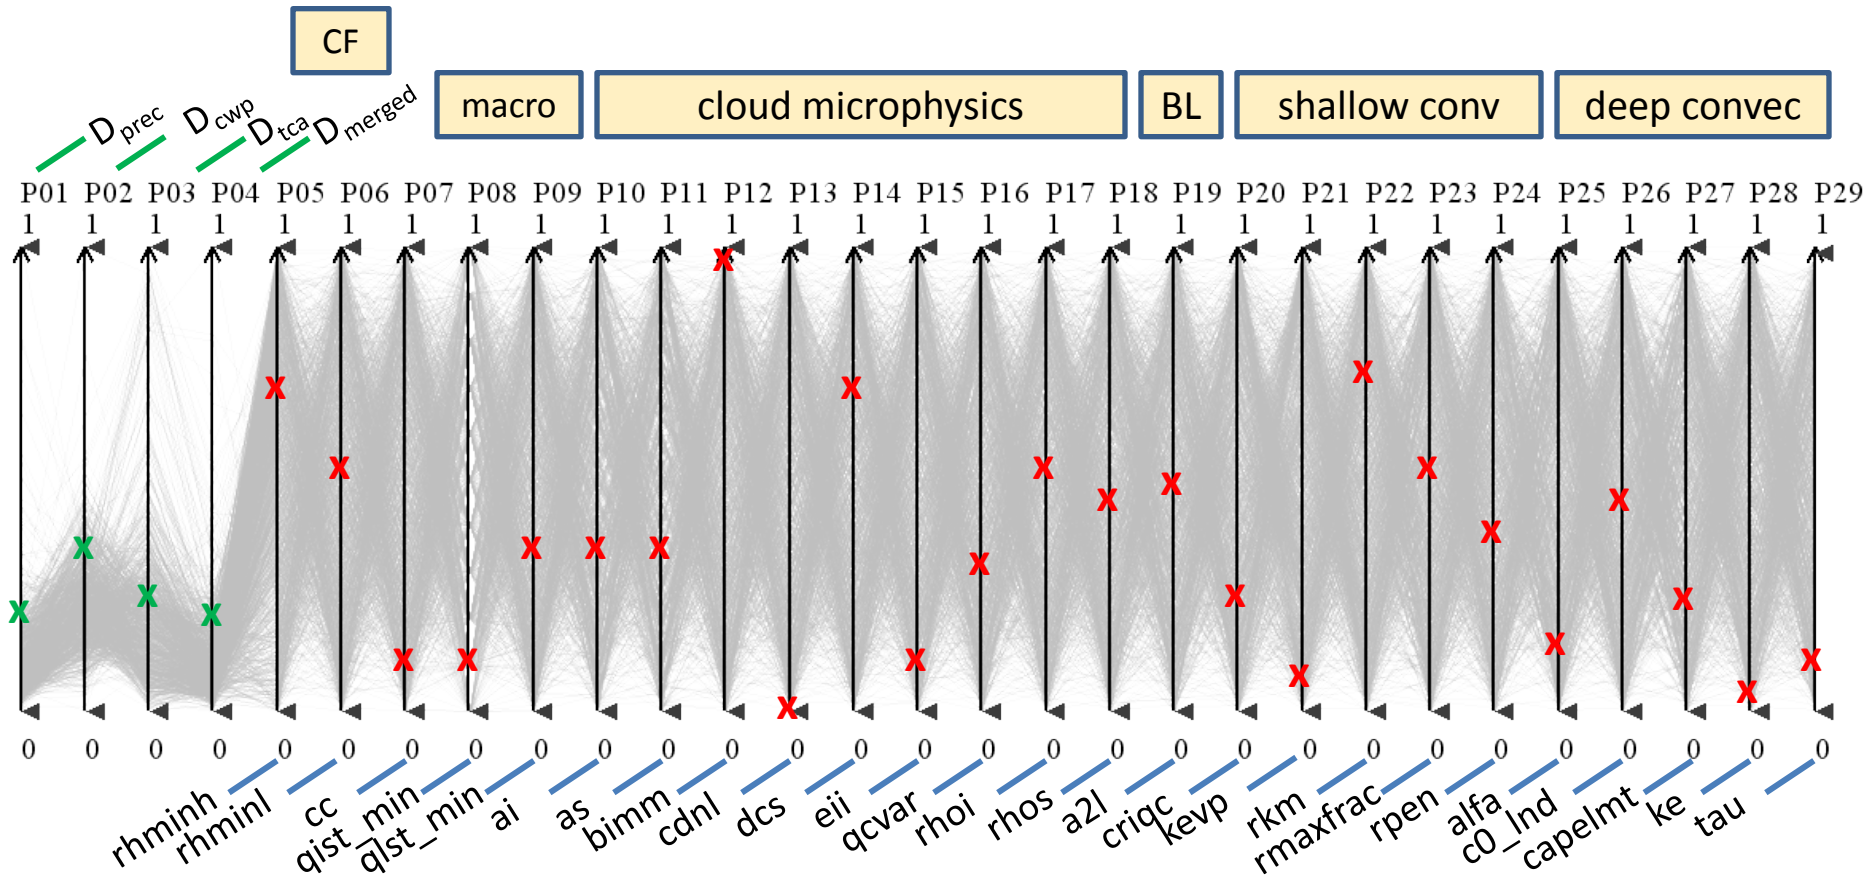 CF
macro cloud microphysics BL shallow conv deep convec
D prec D cwp D tca D merged
P01 P02 P03 P04 P05 P06 P07 P08 P09 P10 P11 P12 P13 P14 P15 P16 P17 P18 P19 P20 P21 P22 P23 P24 P25 P26 P27 P28 P29
1 1 1 1 1 1 1 1 1 1 1 1 1 1 1 1 1 1 1 1 1 1 1 1 1 1 1 1 1
X X X X X X X X X X X X X X X X X X X X X X X X X X X X X
0 0 0 0 0 0 0 0 0 0 0 0 0 0 0 0 0 0 0 0 0 0 0 0 0 0 0 0 0
rhminh rhminl cc qist_min qlst_min ai as bimm cdnl dcs eii qcvar rhoi rhos a2l criqc kevp rkm rmaxfrac rpen alfa c0_lnd capelmt ke tau